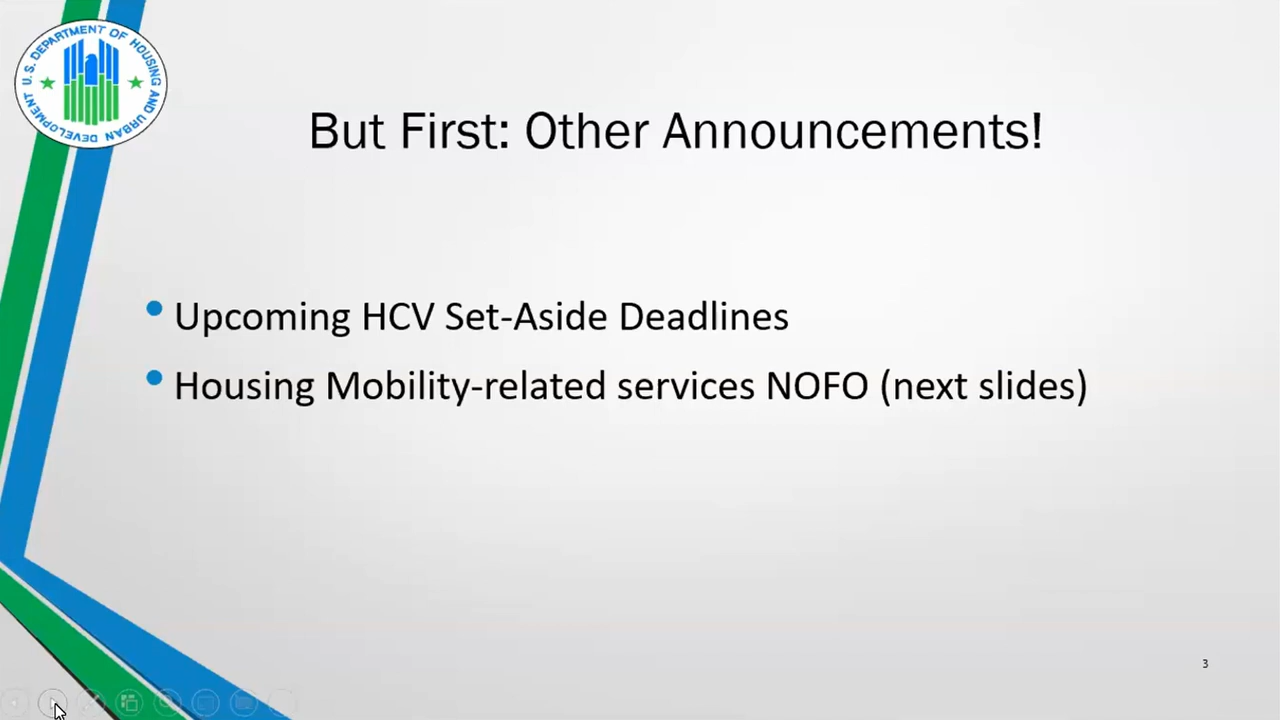 U.S. DEPARTMENT OF HOUSING AND URBAN DEVELOPMENT
But First: Other Announcements!
Upcoming HCV Set-Aside Deadlines
Housing Mobility-related services NOFO (next slides)
3